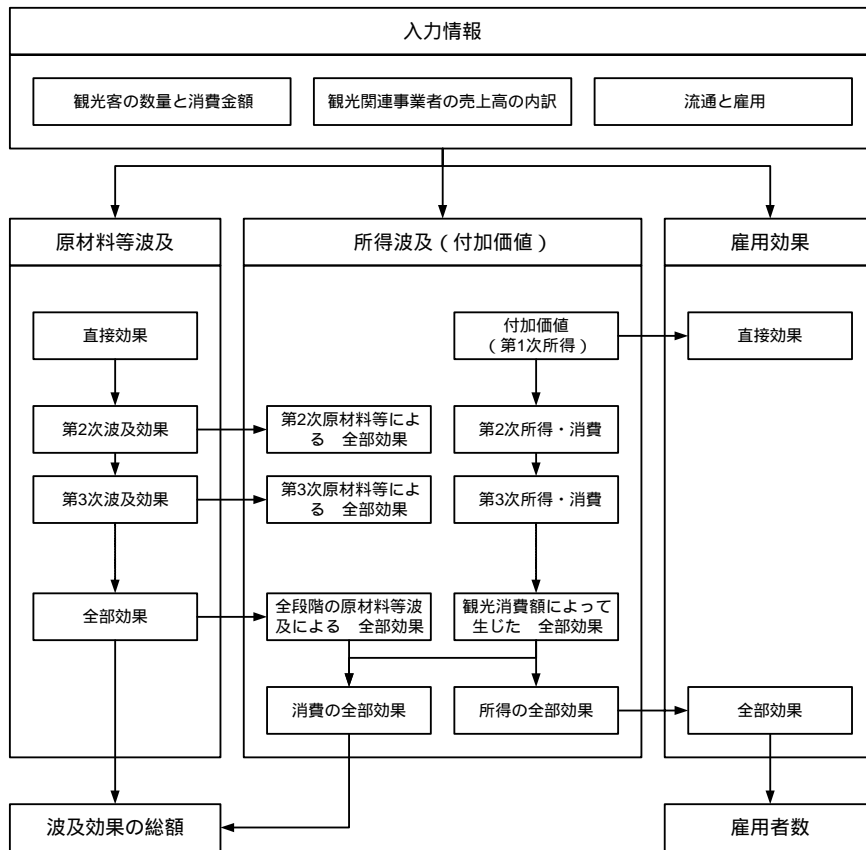 入力情報
観光客の数量と消費金額
観光関連事業者の売上高の内訳
流通と雇用
原材料等波及
所得波及（付加価値）
雇用効果
直接効果
付加価値
（第1次所得）
直接効果
第2次波及効果
第2次原材料等によ
る　全部効果
第2次所得・消費
第3次波及効果
第3次原材料等によ
る　全部効果
第3次所得・消費
全部効果
全段階の原材料等波
及による　全部効果
観光消費額によって
生じた　全部効果
消費の全部効果
所得の全部効果
全部効果
波及効果の総額
雇用者数